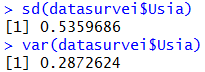 > sd(datasurvei$Usia)
[1] 0.5359686
> var(datasurvei$Usia)
[1] 0.2872624